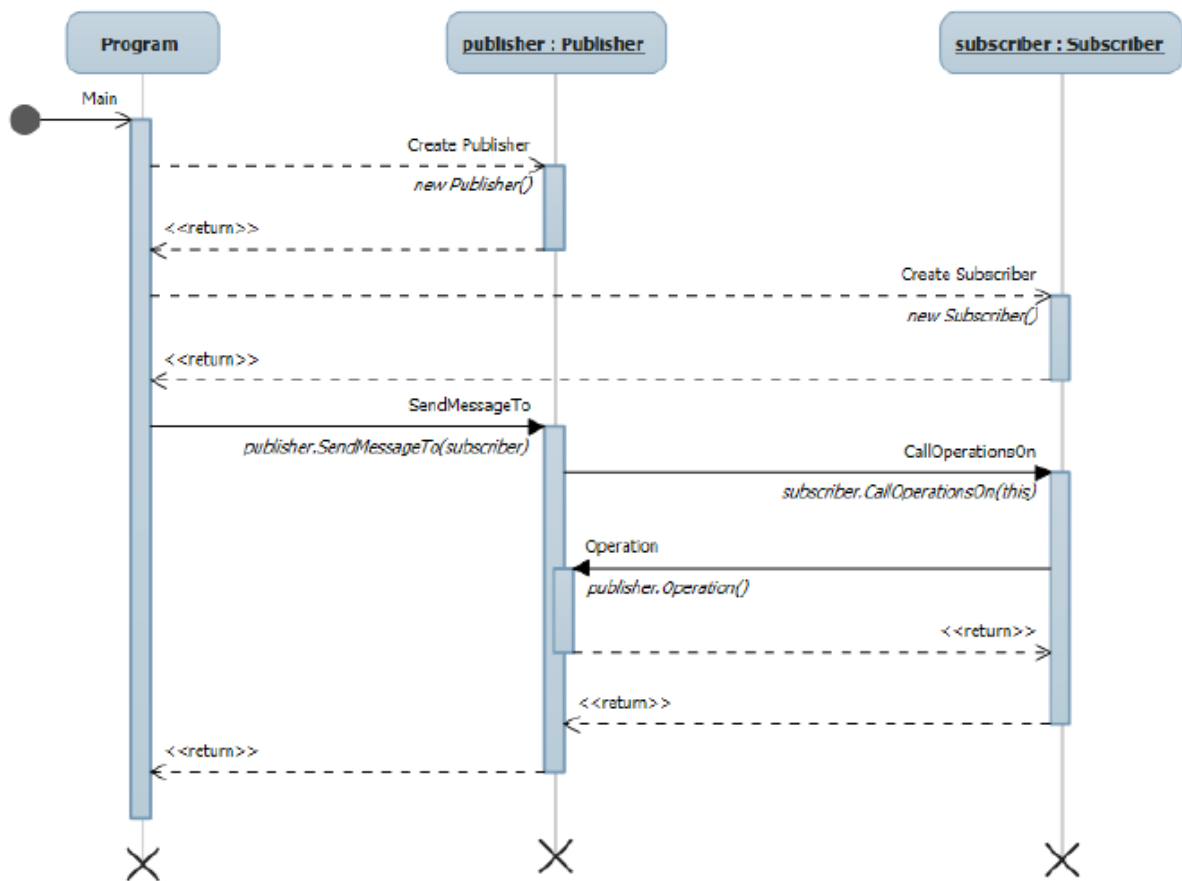 Program
publisher : Publisher
subscriber : Subscriber
Main
Create Publisher
new Publisher()
<<return>>
Create Subscriber
new Subscriber()
<<return>>
SendMessageTo
publisher.SendMessageTo(subscriber)
CallOperationsOn
subscriber.CallOperationsOn(this)
Operation
publisher.Operation()
<<return>>
<<return>>
<<return>>